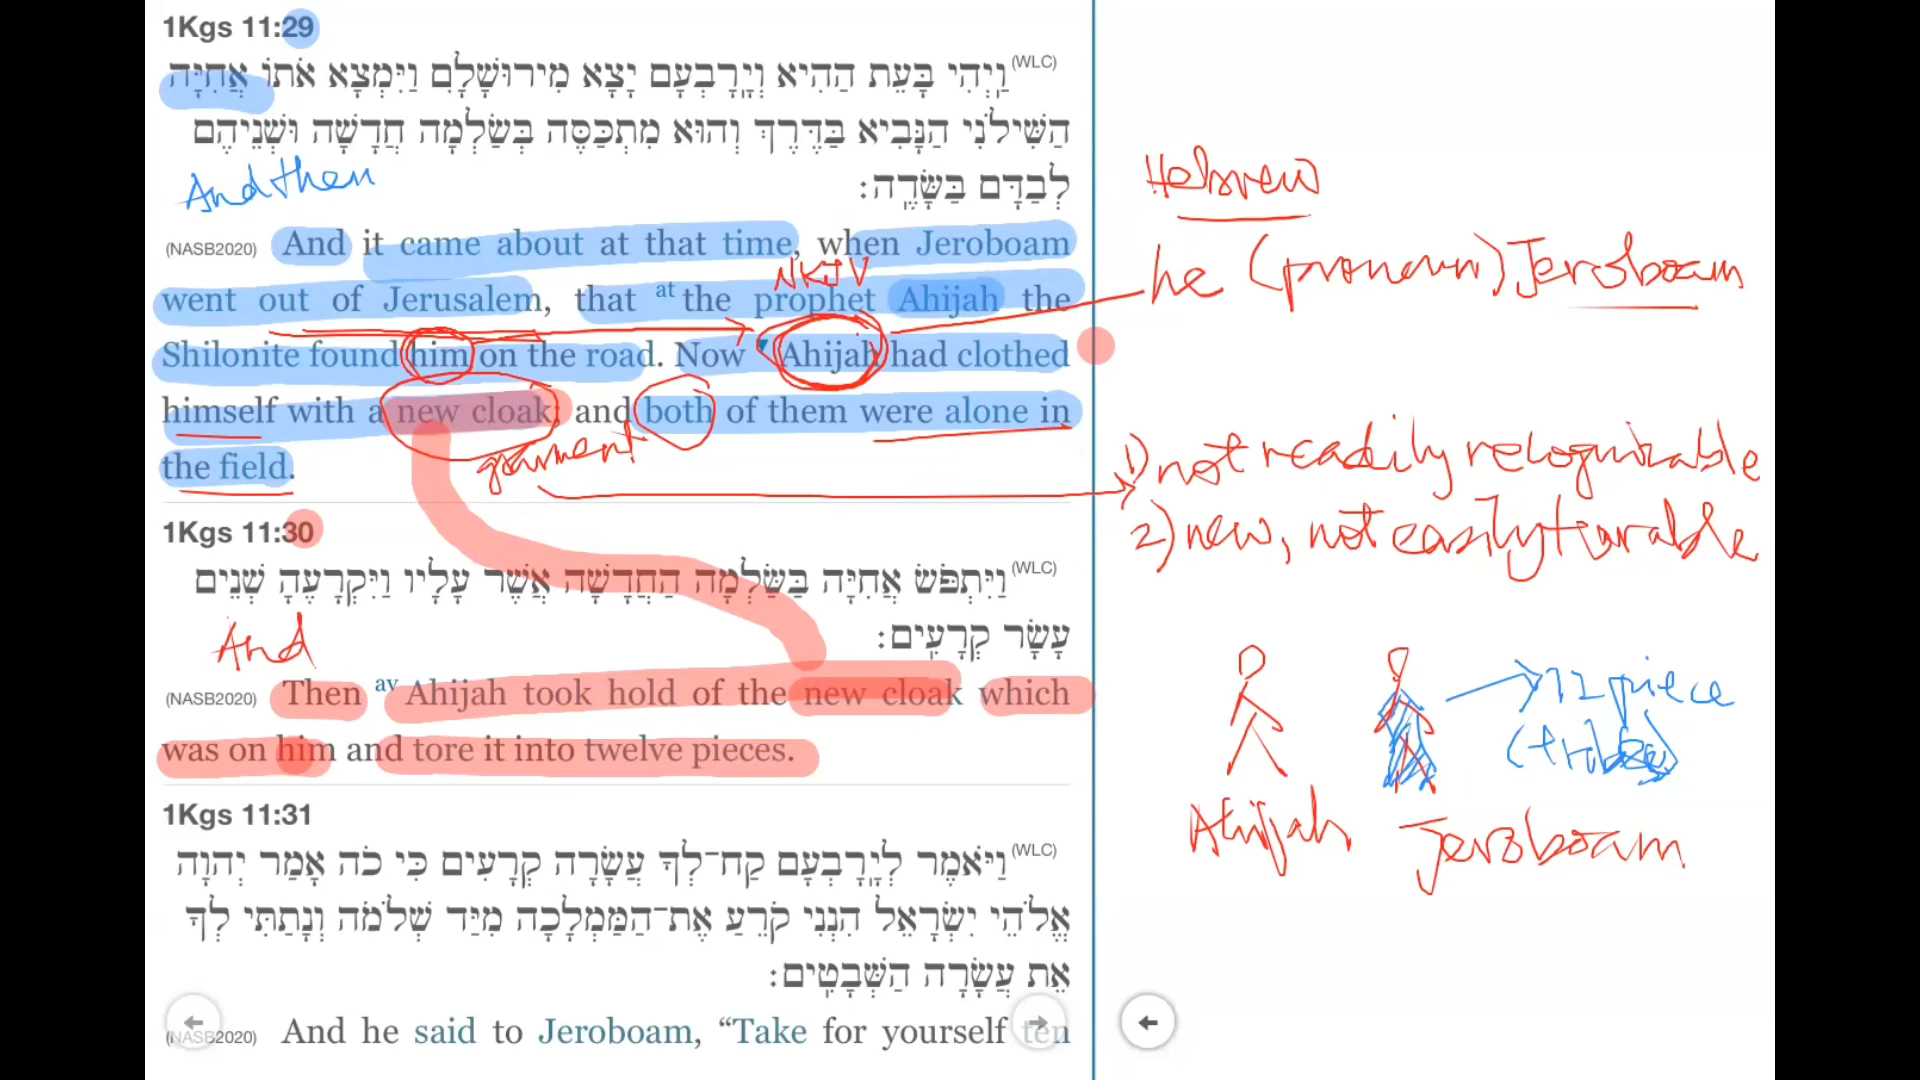 1Kgs 11:29
(WLC) וַֽיְהִי בָּעֵת הַהִיא וְיָֽרָבְעָם יָצָא מִירוּשָׁלִָם וַיִּמְצָא אֹתוֹ אֲחִיָּה
הַשִּׁילֹנִי הַנָּבִיא בַּדֶּרֶךְ וְהוּא מִתְכַּסֶּה בְּשַׂלְמָה חֲדָשָׁה וּשְׁנֵיהֶם
לְבַדָּם בַּשָּׂדֶֽה׃
And then
(NASB2020) And it came about at that time, when Jeroboam
NKJV
went out of Jerusalem, that at the prophet Ahijah the
Shilonite found him on the road. Now Ahijah had clothed
himself with a new cloak; and both of them were alone in
garment
the field.
1Kgs 11:30
(WLC) וַיִּתְפֹּשׂ אֲחִיָּה בַּשַּׂלְמָה הַחֲדָשָׁה אֲשֶׁר עָלָיו וַיִּקְרָעֶהָ שְׁנֵים
עָשָׂר קְרָעִֽים׃
And
(NASB2020) Then av Ahijah took hold of the new cloak which
was on him and tore it into twelve pieces.
1Kgs 11:31
(WLC) וַיֹּאמֶר לְיָֽרָבְעָם קַח־לְךָ עֲשָׂרָה קְרָעִים כִּי כֹה אָמַר יְהוָה
אֱלֹהֵי יִשְׂרָאֵל הִנְנִי קֹרֵעַ אֶת־הַמַּמְלָכָה מִיַּד שְׁלֹמֹה וְנָתַתִּי לְךָ
אֵת עֲשָׂרָה הַשְּׁבָטִֽים׃
(NASB2020) And he said to Jeroboam, “Take for yourself ten
Hebrew
he (pronoun) Jeroboam
1) not readily recognizable
2) new, not easily tearable
12 piece
(tribes)
Ahijah Jeroboam